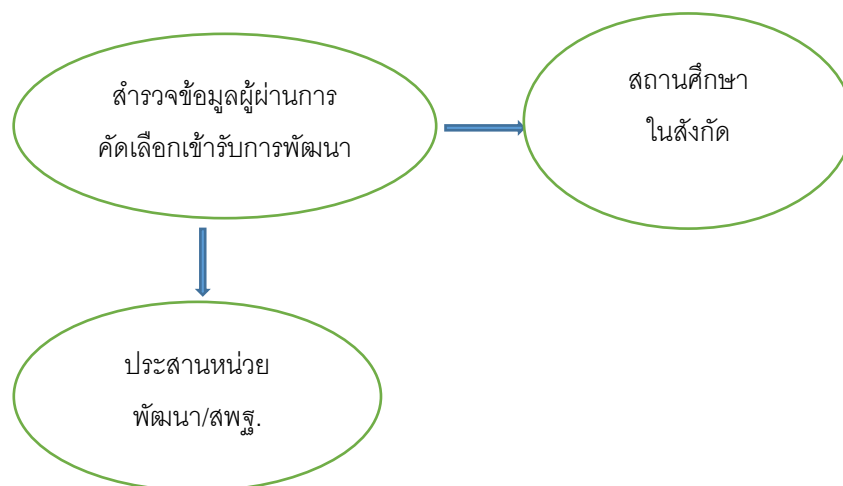 สำรวจข้อมูลผู้ผ่านการ
คัดเลือกเข้ารับการพัฒนา
สถานศึกษา
ในสังกัด
ประสานหน่วย
พัฒนา/สพฐ.